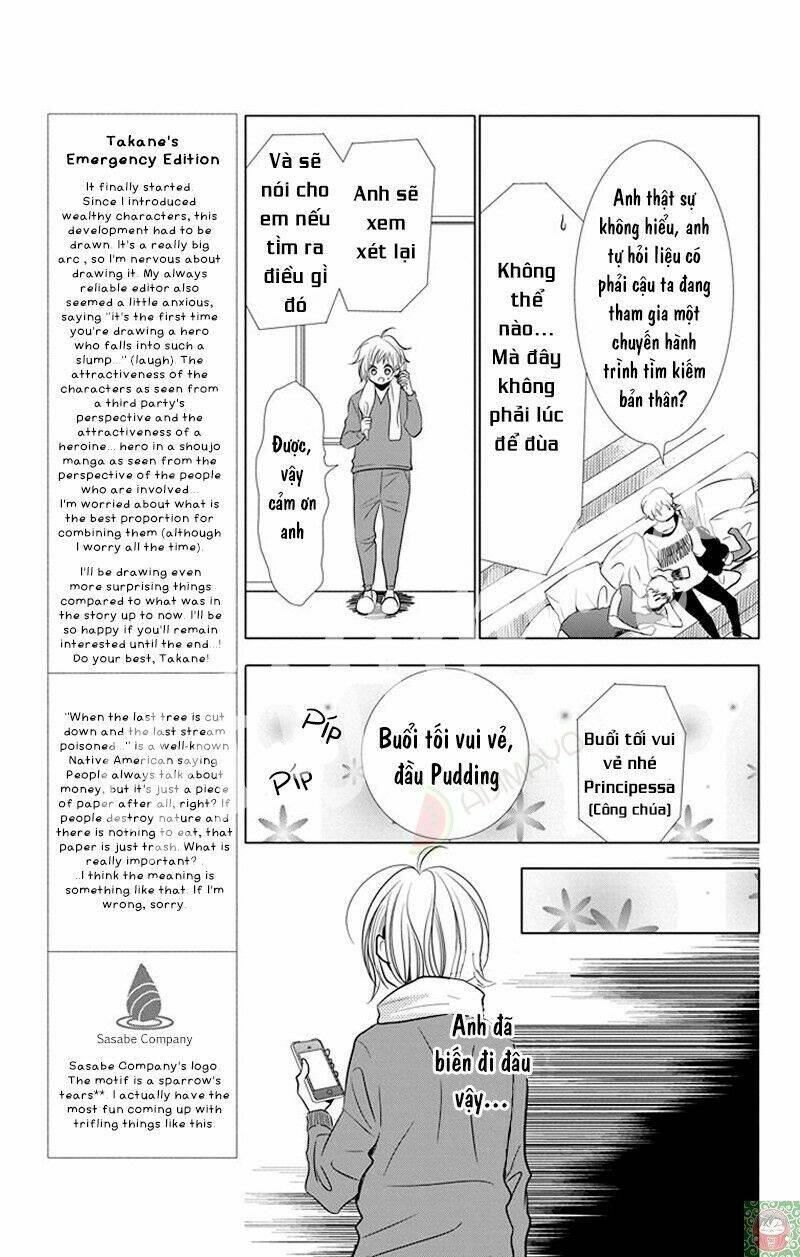 Anh thật sự
không hiểu, anh
tự hỏi liệu có
phải cậu ta đang
tham gia một
chuyến hành
trình tìm kiếm
bản thân?
Không
thể
nào...
Mà đây
không
phải lúc
để đùa
Anh sẽ
xem
xét lại
Và sẽ
nói cho
em nếu
tìm ra
điều gì
đó
Được,
vậy
cảm ơn
anh
Buổi tối vui
vẻ nhé
Principessa
(Công chúa)
Buổi tối vui vẻ,
đầu Pudding
Píp
Píp
Anh đã
biến đi đâu
vậy...
Takane's
Emergency Edition
It finally started.
Since I introduced
wealthy characters, this
development had to be
drawn. It's a really big
arc , so I'm nervous about
drawing it. My always
reliable editor also
seemed a little anxious,
saying "it's the first time
you're drawing a hero
who falls into such a
slump..." (laugh). The
attractiveness of the
characters as seen from
a third party's
perspective and the
attractiveness of a
heroine... hero in a shoujo
manga as seen from the
perspective of the people
who are involved...
I'm worried about what is
the best proportion for
combining them (although
I worry all the time).
I'll be drawing even
more surprising things
compared to what was in
the story up to now. I'll be
so happy if you'll remain
interested until the end...!
Do your best, Takane!
"When the last tree is cut
down and the last stream
poisoned..." is a well-known
Native American saying
People always talk about
money, but it's just a piece
of paper after all, right? If
people destroy nature and
there is nothing to eat, that
paper is just trash. What is
really important?
..I think the meaning is
something like that. If I'm
wrong, sorry.
Sasabe Company
Sasabe Company's logo
The motif is a sparrow's
tears**. I actually have the
most fun coming up with
trifling things like this.